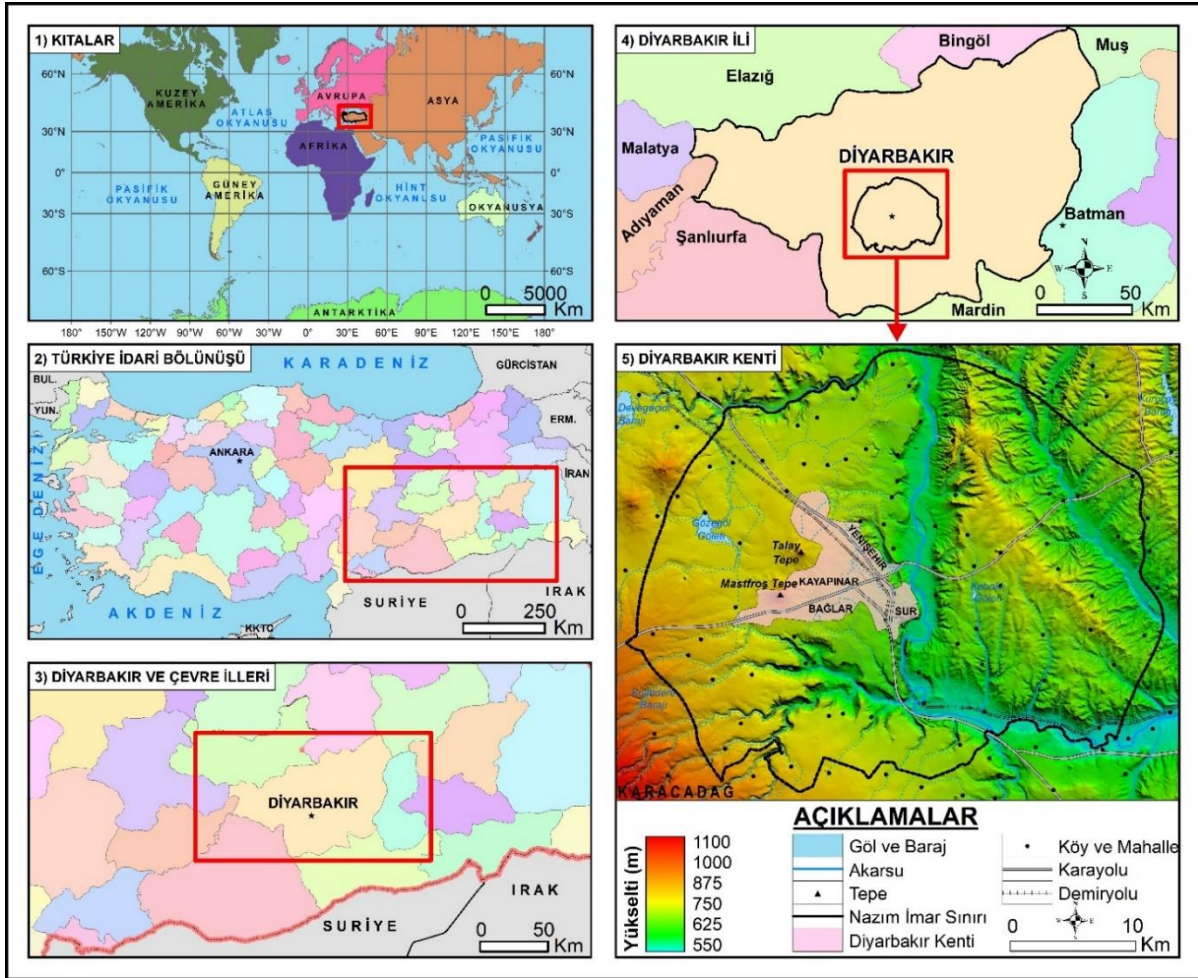 1) KITALAR
60°N
30°N
0°
30°S
60°S
60°N
30°N
0°
30°S
60°S
KUZEY
AMERİKA
ATLAS
OKYANUSU
AVRUPA
ASYA
PASİFİK
OKYANUSU
AFRİKA
PASİFİK
OKYANUSU
GÜNEY
AMERİKA
HİNT
OKYANUSU
OKYANUSYA
ANTARKTİKA
0 5000
Km
180° 150°W 120°W 90°W 60°W 30°W 0° 30°E 60°E 90°E 120°E 150°E 180°
2) TÜRKİYE İDARİ BÖLÜNÜŞÜ
KARADENİZ
GÜRCİSTAN
BUL.
YUN.
ERM.
ANKARA
İRAN
EGE DENİZİ
AKDENİZ
KKTC
SURİYE
IRAK
0 250
Km
3) DİYARBAKIR VE ÇEVRE İLLERİ
DİYARBAKIR
SURİYE
IRAK
0 50
Km
4) DİYARBAKIR İLİ
Bingöl
Muş
Elazığ
Malatya
DİYARBAKIR
Adıyaman
Şanlıurfa
Batman
N
W E
S
Mardin
0 50
Km
5) DİYARBAKIR KENTİ
Devegeçidi
Barajı
Barajı
Gözegöl
Göleti
Talay
Tepe
YENİŞEHİR
Mastfroş Tepe
KAYAPINAR
BAĞLAR
SUR
Göleti
Barajı
KARACADAĞ
AÇIKLAMALAR
Yükselti (m)
1100
1000
875
750
625
550
Göl ve Baraj
Akarsu
Tepe
Nazım İmar Sınırı
Diyarbakır Kenti
Köy ve Mahalle
Karayolu
Demiryolu
N
W E
S
0 10
Km